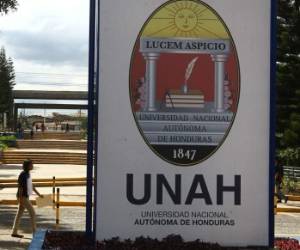 LUCEM ASPICIO
UNIVERSIDAD NACIONAL
AUTÓNOMA
DE HONDURAS
1847
UNAH
UNIVERSIDAD NACIONAL
AUTÓNOMA DE HONDURAS